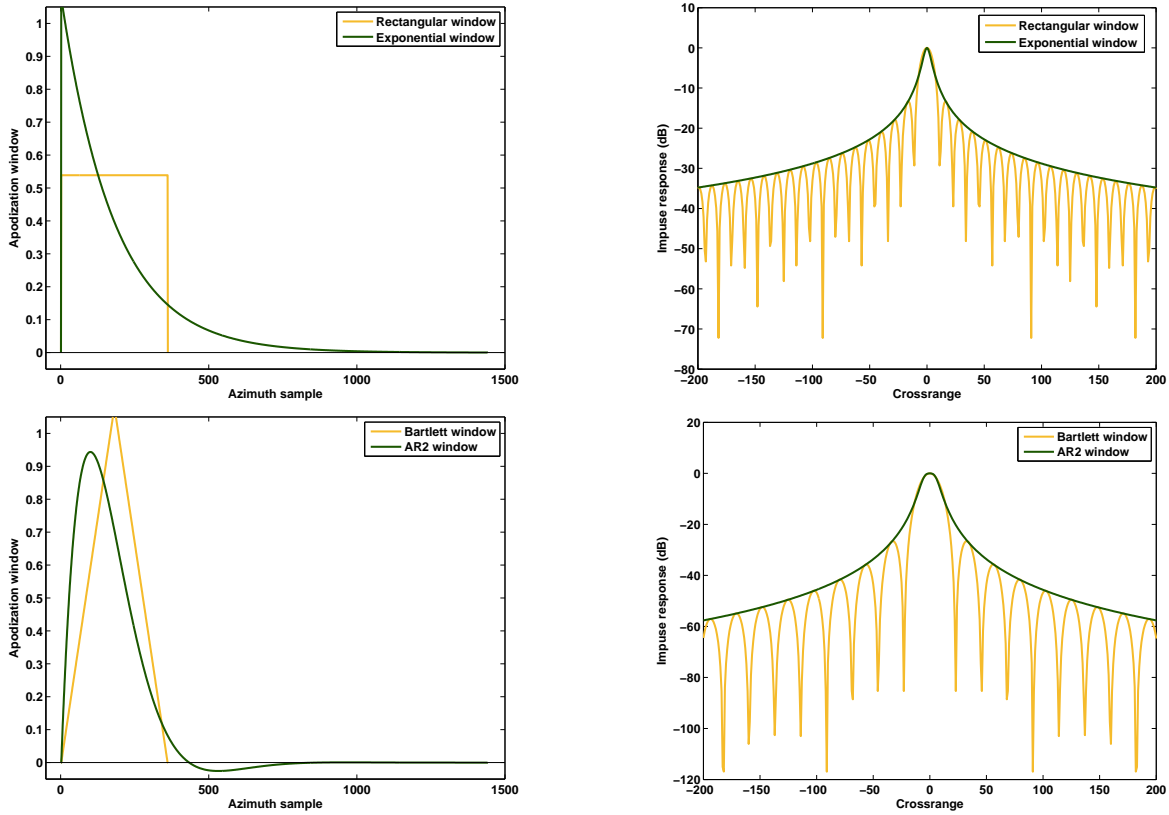 1
0.9
0.8
0.7
0.6
0.5
0.4
0.3
0.2
0.1
0
0 500 1000 1500
Apodization window
Azimuth sample
Rectangular window
Exponential window
10
0
−10
−20
−30
−40
−50
−60
−70
−80
−200 −150 −100 −50 0 50 100 150 200
Impuse response (dB)
Crossrange
Rectangular window
Exponential window
1
0.9
0.8
0.7
0.6
0.5
0.4
0.3
0.2
0.1
0
0 500 1000 1500
Apodization window
Azimuth sample
Bartlett window
AR2 window
20
0
−20
−40
−60
−80
−100
−120
−200 −150 −100 −50 0 50 100 150 200
Impuse response (dB)
Crossrange
Bartlett window
AR2 window